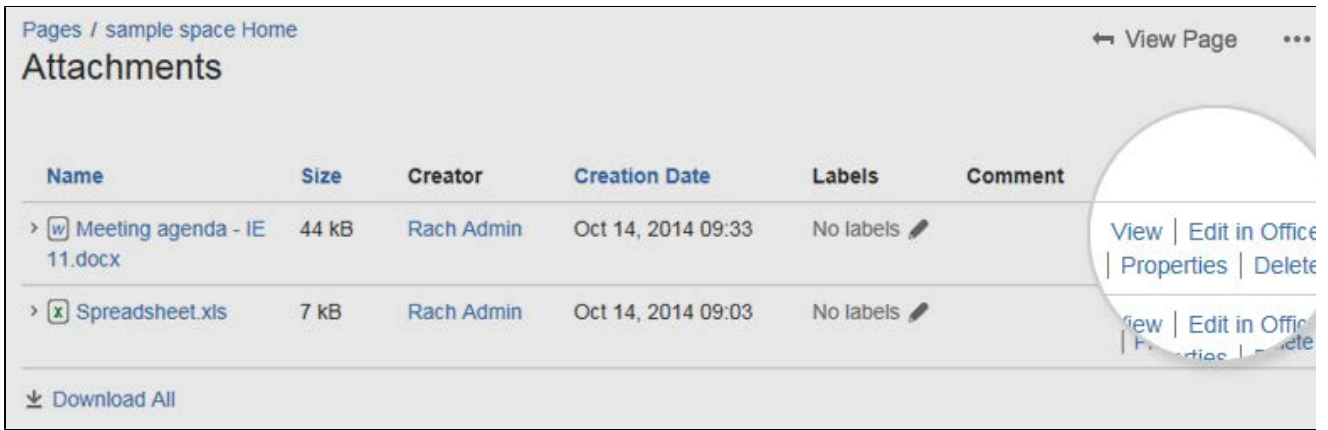 Pages / sample space Home
View Page
Attachments
Name Size Creator Creation Date Labels Comment
Meeting agenda - IE 44 kB Rach Admin Oct 14, 2014 09:33 No labels View | Edit in Office
11.docx | Properties | Delete
Spreadsheet.xls 7 kB Rach Admin Oct 14, 2014 09:03 No labels | Edit in
Download All